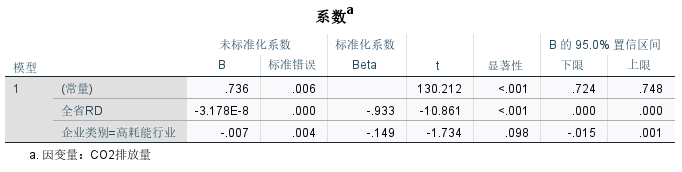 系数a
未标准化系数 标准化系数 B 的 95.0% 置信区间
模型 B 标准错误 Beta t 显著性 下限 上限
1 (常量) .736 .006 130.212 <.001 .724 .748
全省RD -3.178E-8 .000 -.933 -10.861 <.001 .000 .000
企业类别=高耗能行业 -.007 .004 -.149 -1.734 .098 -.015 .001
a. 因变量：CO2排放量